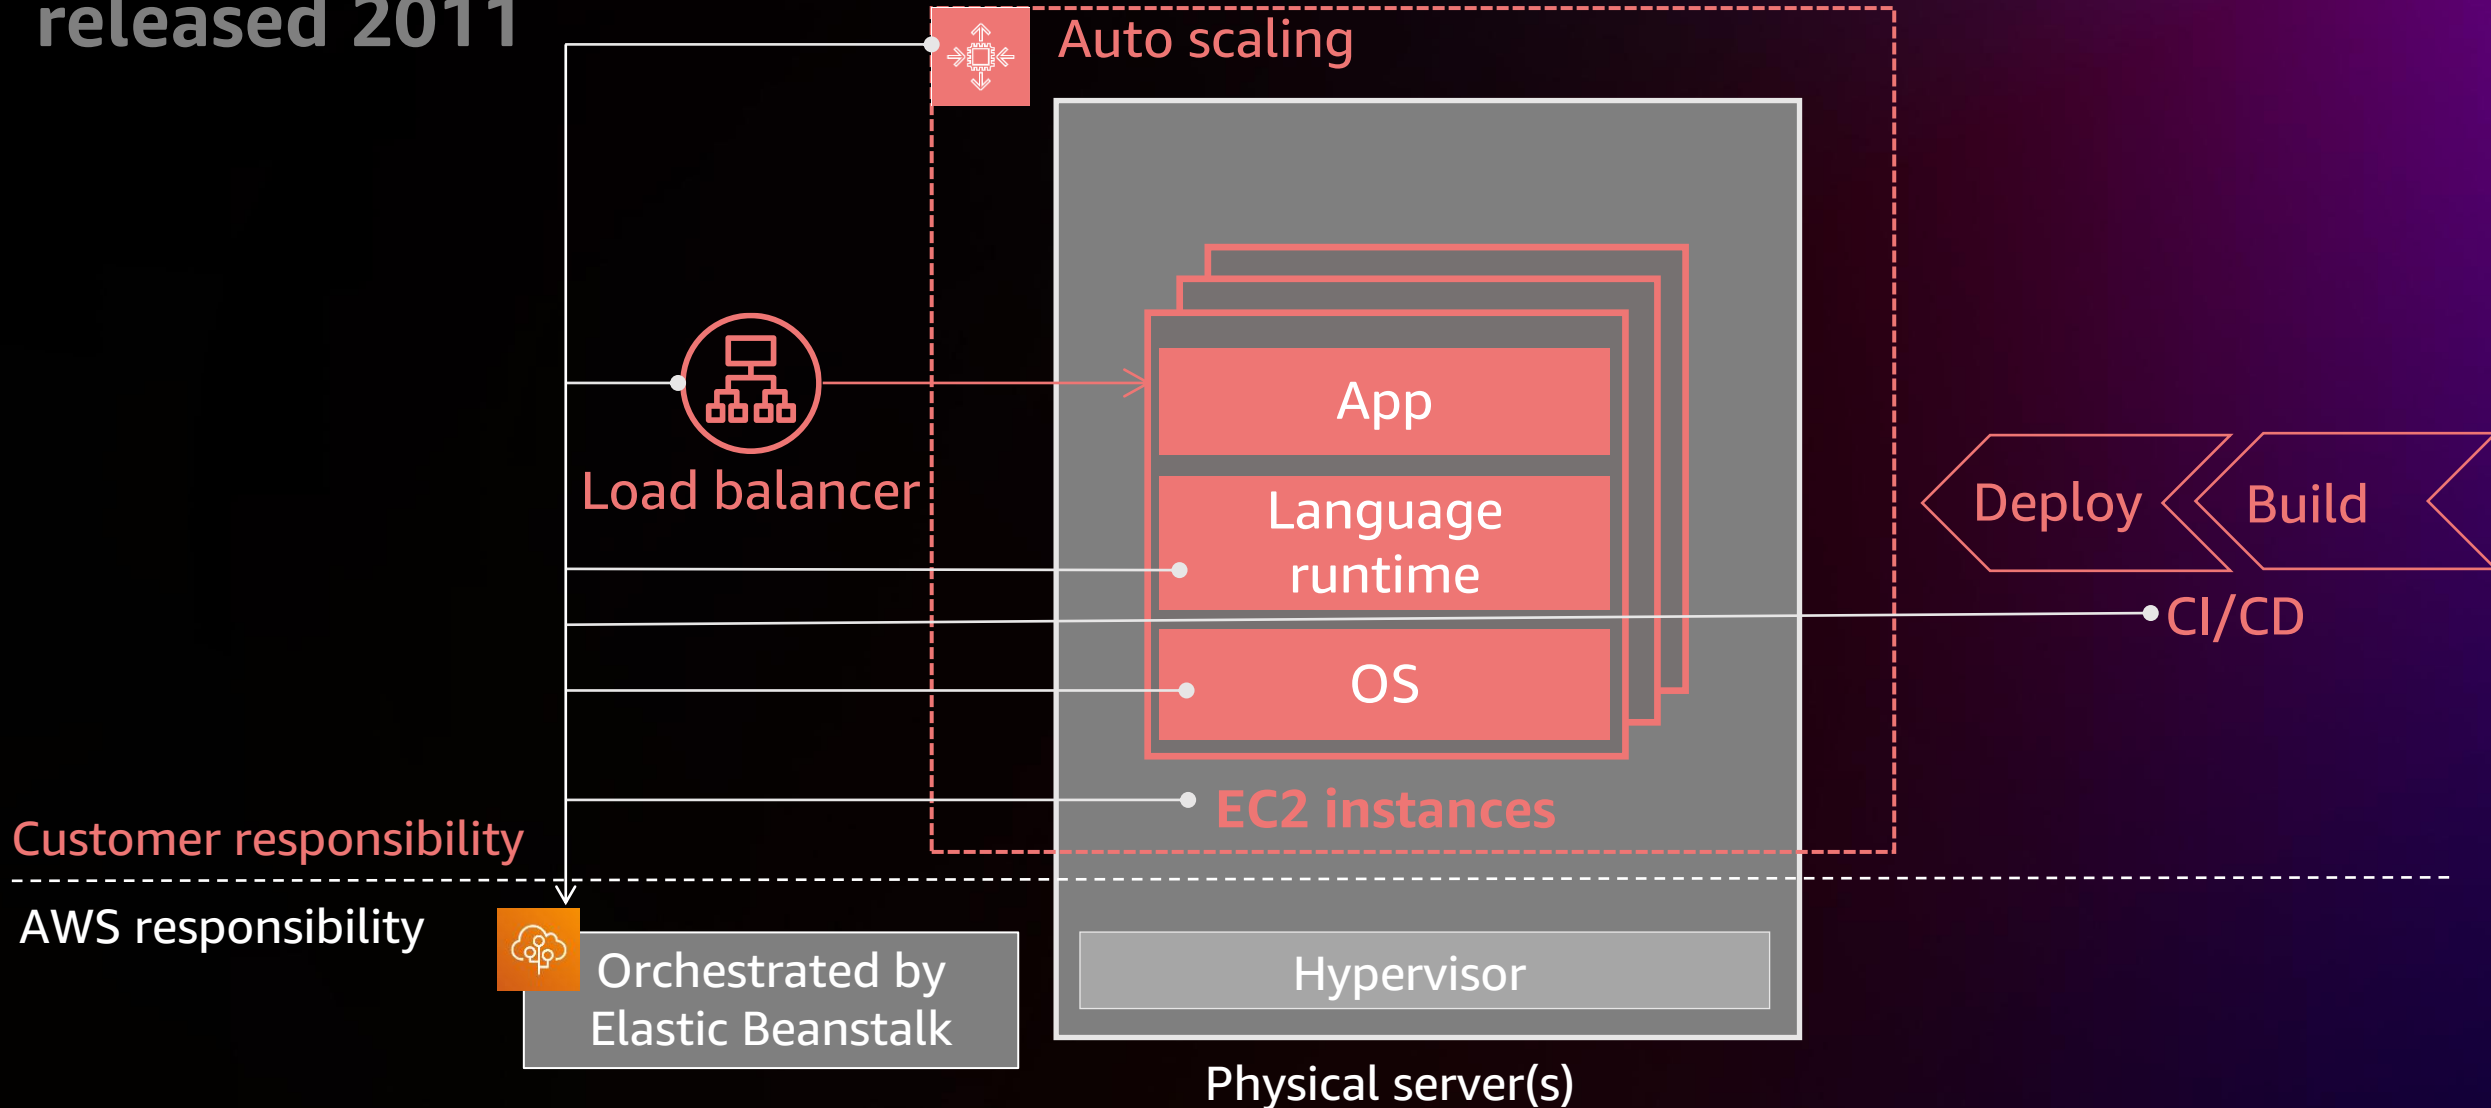 released 2011
Auto scaling
Load balancer
App
Language
runtime
OS
EC2 instances
Deploy
Build
CI/CD
Customer responsibility
AWS responsibility
Orchestrated by
Elastic Beanstalk
Hypervisor
Physical server(s)